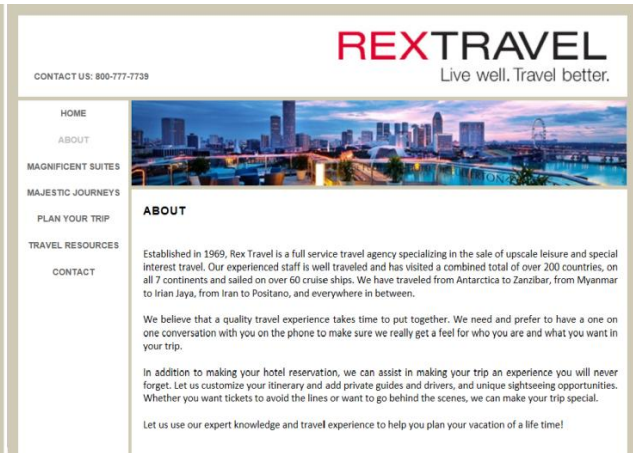 REXTRAVEL
Live well. Travel better.
CONTACT US: 800-777-7739
HOME
ABOUT
MAGNIFICENT SUITES
MAJESTIC JOURNEYS
PLAN YOUR TRIP
TRAVEL RESOURCES
CONTACT
ABOUT
Established in 1969, Rex Travel is a full service travel agency specializing in the sale of upscale leisure and special
interest travel. Our experienced staff is well traveled and has visited a combined total of over 200 countries, on
all 7 continents and sailed on over 60 cruise ships. We have traveled from Antarctica to Zanzibar, from Myanmar
to Irian Jaya, from Iran to Positano, and everywhere in between.
We believe that a quality travel experience takes time to put together. We need and prefer to have a one on
one conversation with you on the phone to make sure we really get a feel for who you are and what you want in
your trip.
In addition to making your hotel reservation, we can assist in making your trip an experience you will never
forget. Let us customize your itinerary and add private guides and drivers, and unique sightseeing opportunities.
Whether you want tickets to avoid the lines or want to go behind the scenes, we can make your trip special.
Let us use our expert knowledge and travel experience to help you plan your vacation of a life time!